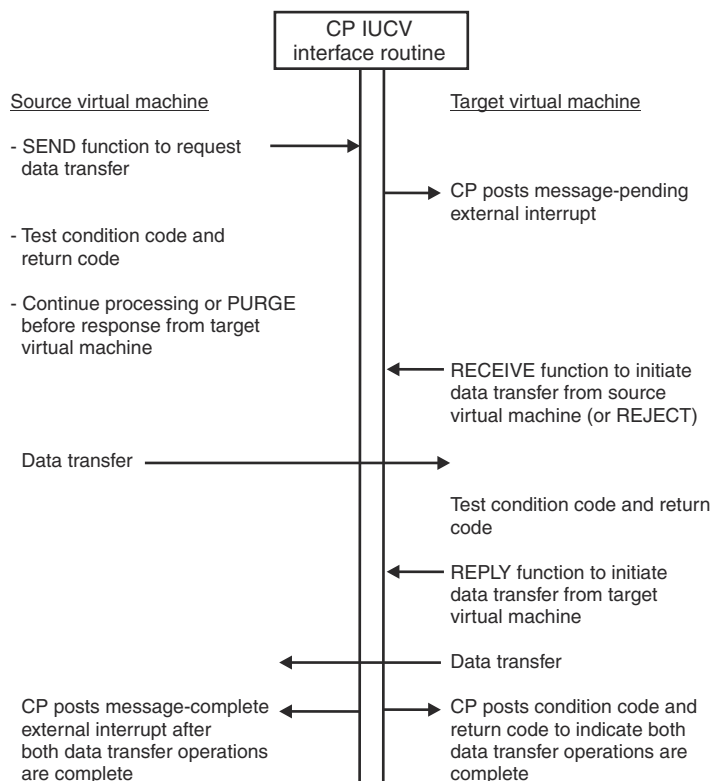 CP IUCV
interface routine
Source virtual machine
Target virtual machine
- SEND function to request
data transfer
CP posts message-pending
external interrupt
- Test condition code and
return code
- Continue processing or PURGE
before response from target
virtual machine
RECEIVE function to initiate
data transfer from source
virtual machine (or REJECT)
Data transfer
Test condition code and return
code
REPLY function to initiate
data transfer from target
virtual machine
Data transfer
CP posts message-complete
external interrupt after
both data transfer operations
are complete
CP posts condition code and
return code to indicate both
data transfer operations are
complete